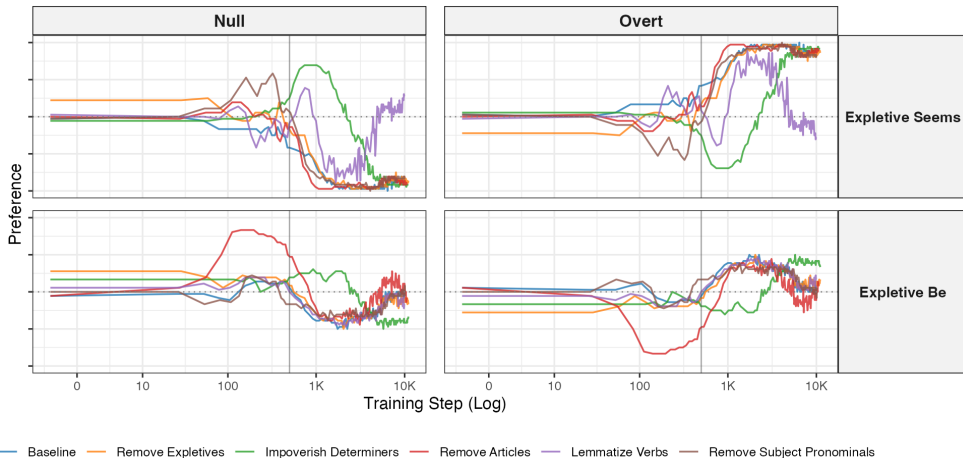 Null Overt
Expletive Seems
Expletive Be
Preference
0 10 100 1K 10K 0 10 100 1K 10K
Training Step (Log)
Baseline Remove Expletives Impoverish Determiners Remove Articles Lemmatize Verbs Remove Subject Pronominals